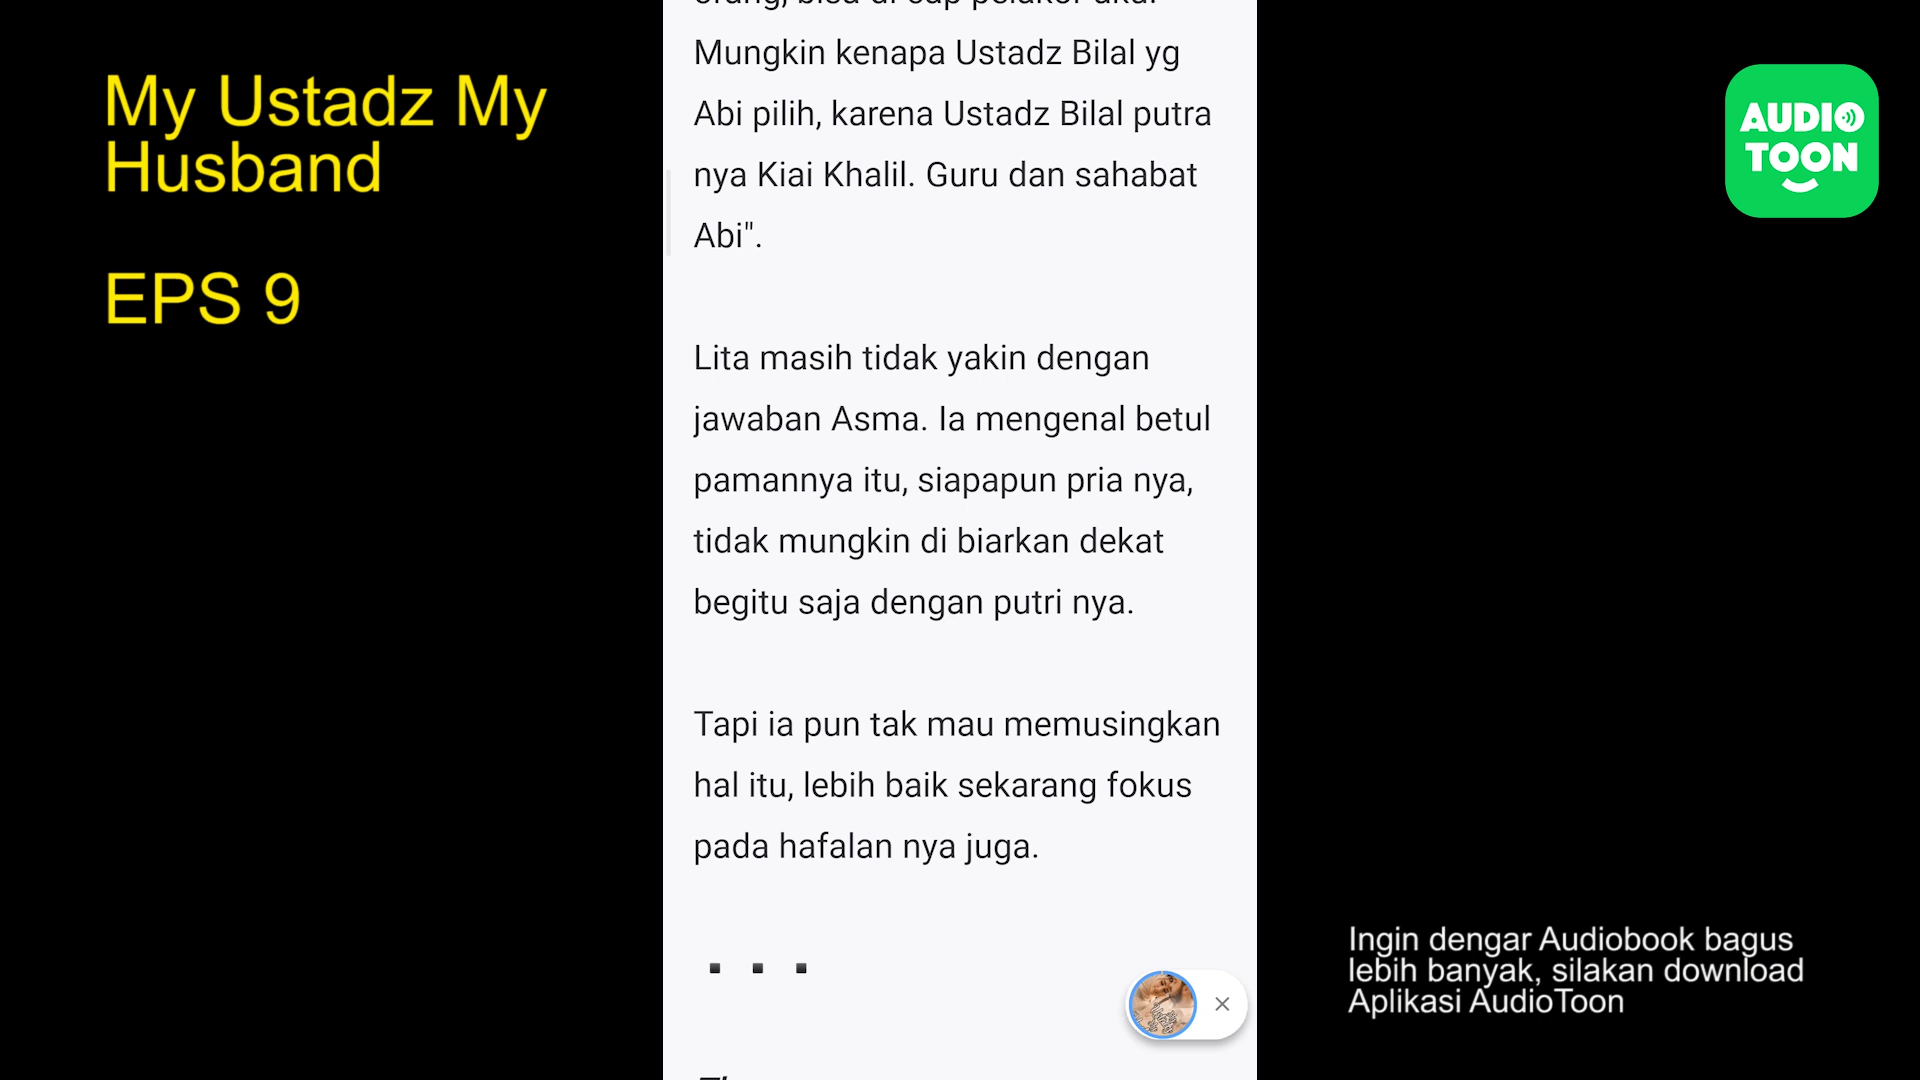 My Ustadz My
Husband
EPS 9
Mungkin kenapa Ustadz Bilal yg
Abi pilih, karena Ustadz Bilal putra
nya Kiai Khalil. Guru dan sahabat
Abi".
Lita masih tidak yakin dengan
jawaban Asma. Ia mengenal betul
pamannya itu, siapapun pria nya,
tidak mungkin di biarkan dekat
begitu saja dengan putri nya.
Tapi ia pun tak mau memusingkan
hal itu, lebih baik sekarang fokus
pada hafalan nya juga.
AUDIO
TOON
Ingin dengar Audiobook bagus
lebih banyak, silakan download
Aplikasi AudioToon